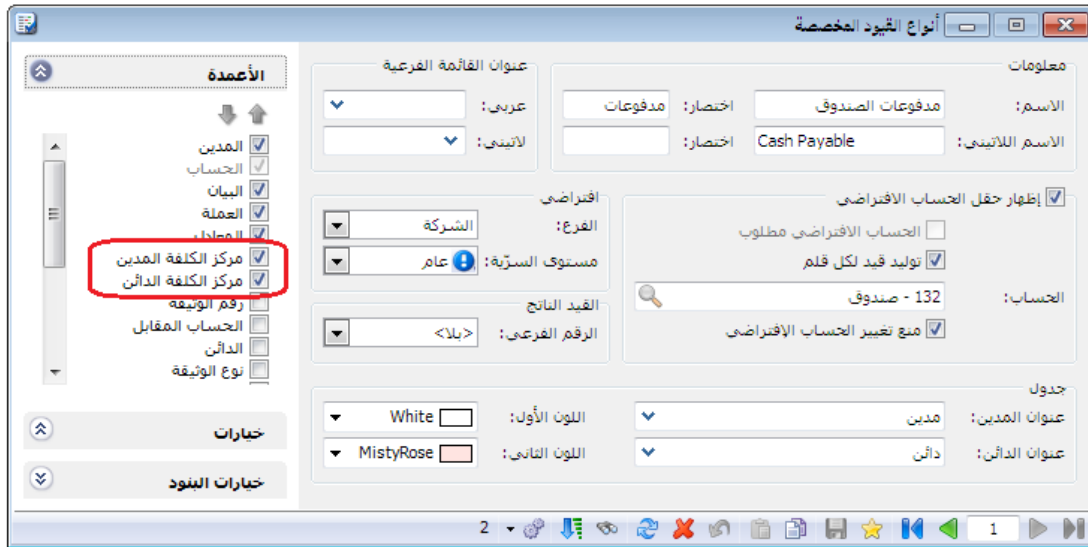 أنواع القيود المخصصة
معلومات
الاسم: مدفوعات الصندوق اختصار: مدفوعات
الاسم اللاتيني: Cash Payable اختصار:
عنوان القائمة الفرعية
عربي:
لاتيني:
إظهار حقل الحساب الافتراضي
الحساب الافتراضي مطلوب
توليد قيد لكل قلم
الحساب: 132 - صندوق
منع تغيير الحساب الإفتراضي
افتراضي
الفرع: الشركة
مستوى السرّية: عام
القيد الناتج
الرقم الفرعي: <بلا>
جدول
عنوان المدين: مدين
اللون الأول: White
عنوان الدائن: دائن
اللون الثاني: MistyRose
الأعمدة
المدين
الحساب
البيان
العملة
المعادل
مركز الكلفة المدين
مركز الكلفة الدائن
رقم الوثيقة
الحساب المقابل
الدائن
نوع الوثيقة
خيارات
خيارات البنود
1
2